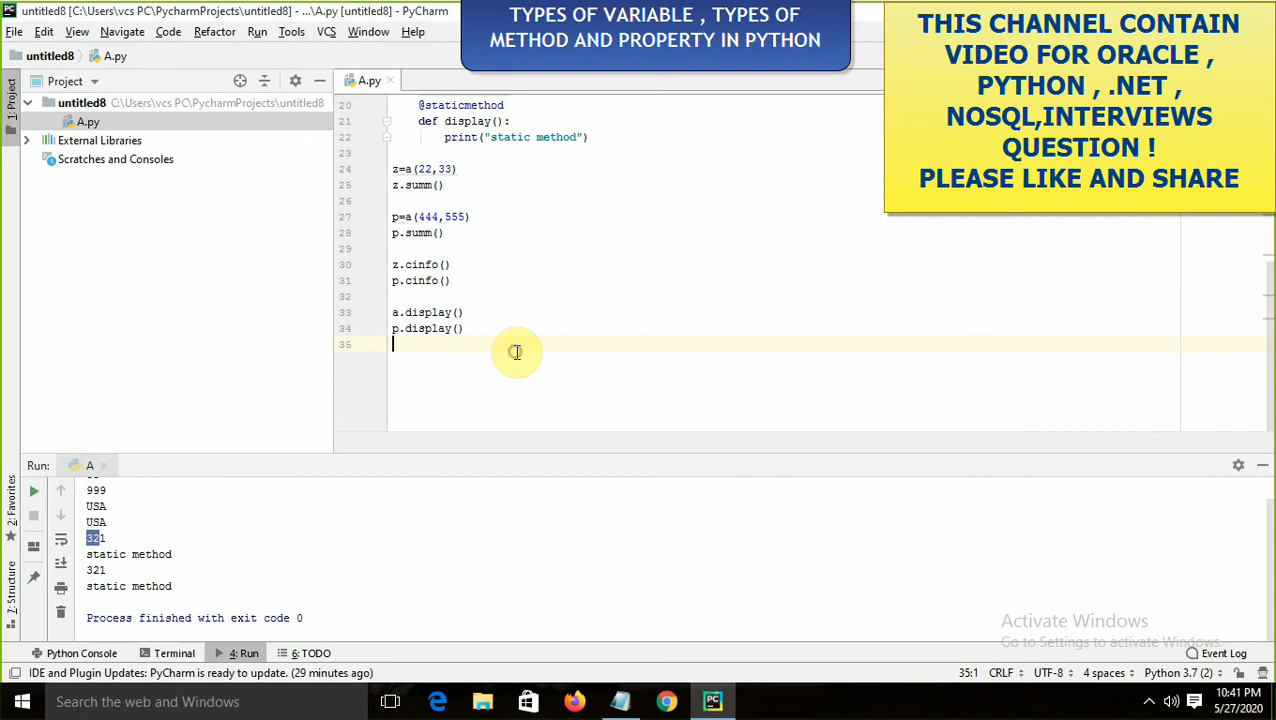 untitled8 [C:\Users\vcs PC\PycharmProjects\untitled8] - ...\A.py [untitled8] - PyCharm
File Edit View Navigate Code Refactor Run Tools VCS Window Help
TYPES OF VARIABLE , TYPES OF
METHOD AND PROPERTY IN PYTHON
THIS CHANNEL CONTAIN
VIDEO FOR ORACLE ,
PYTHON , .NET ,
NOSQL,INTERVIEWS
QUESTION !
PLEASE LIKE AND SHARE
untitled8 A.py
1: Project
Project
A.py
untitled8 C:\Users\vcs PC\PycharmProjects\untitled8
A.py
External Libraries
Scratches and Consoles
20 @staticmethod
21 def display():
22 print("static method")
23
24 z=a(22,33)
25 z.summ()
26
27 p=a(444,555)
28 p.summ()
29
30 z.cinfo()
31 p.cinfo()
32
33 a.display()
34 p.display()
35
2: Favorites
7: Structure
Run: A
999
USA
USA
321
static method
321
static method
Process finished with exit code 0
Activate Windows
Go to Settings to activate Windows.
Python Console Terminal 4: Run 6: TODO Event Log
IDE and Plugin Updates: PyCharm is ready to update. (29 minutes ago) 35:1 CRLF UTF-8 4 spaces Python 3.7 (2)
Search the web and Windows
10:41 PM
5/27/2020